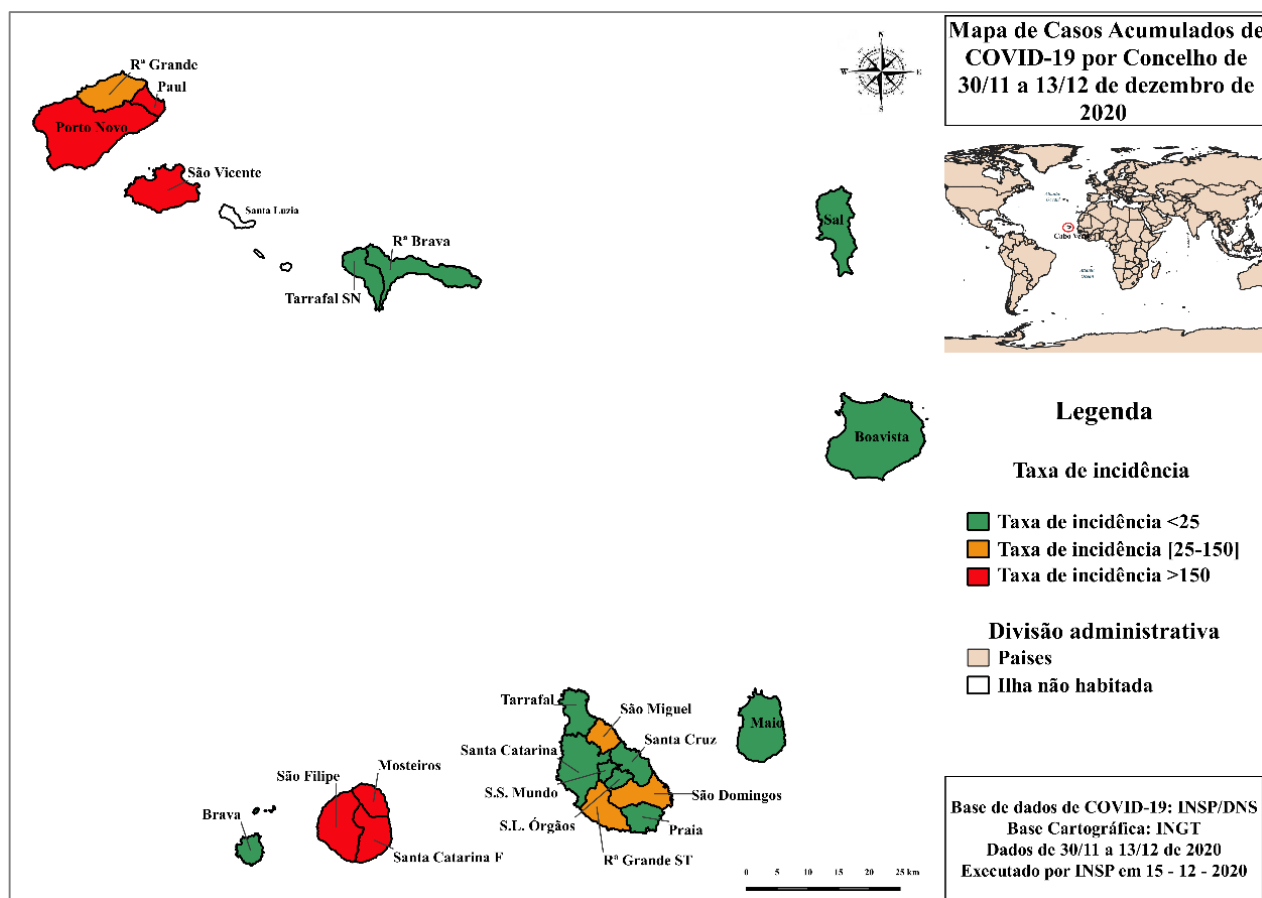 Mapa de Casos Acumulados de
COVID-19 por Concelho de
30/11 a 13/12 de dezembro de
2020
N
W
E
S
Rª Grande
Paul
Porto Novo
São Vicente
Santa Luzia
Rª Brava
Tarrafal SN
Sal
Boavista
Legenda
Taxa de incidência
Taxa de incidência <25
Taxa de incidência [25-150]
Taxa de incidência >150
Divisão administrativa
Paises
Ilha não habitada
Tarrafal
São Miguel
Santa Cruz
Santa Catarina
Maio
Mosteiros
São Filipe
S.S. Mundo
São Domingos
Brava
S.L. Órgãos
Praia
Santa Catarina F
Rª Grande ST
0 5 10 15 20 25 km
Base de dados de COVID-19: INSP/DNS
Base Cartográfica: INGT
Dados de 30/11 a 13/12 de 2020
Executado por INSP em 15 - 12 - 2020